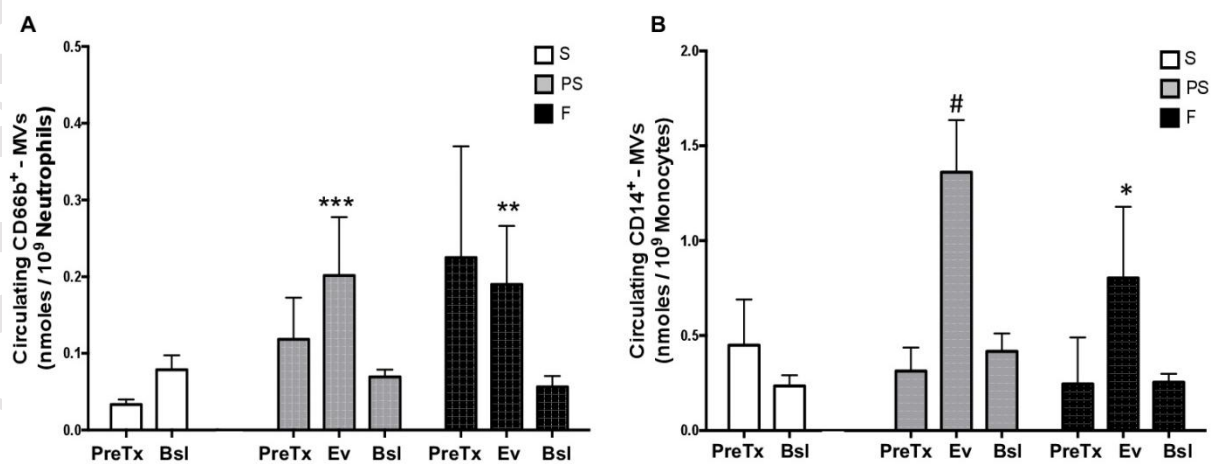 A
Circulating CD66b⁺ - MVs
(nmoles / 10⁹ Neutrophils)
0.5
0.4
0.3
0.2
0.1
0.0
S
PS
F
***
**
PreTx Bsl PreTx Ev Bsl PreTx Ev Bsl
B
Circulating CD14⁺ - MVs
(nmoles / 10⁹ Monocytes)
2.0
1.5
1.0
0.5
0.0
S
PS
F
#
*
PreTx Bsl PreTx Ev Bsl PreTx Ev Bsl